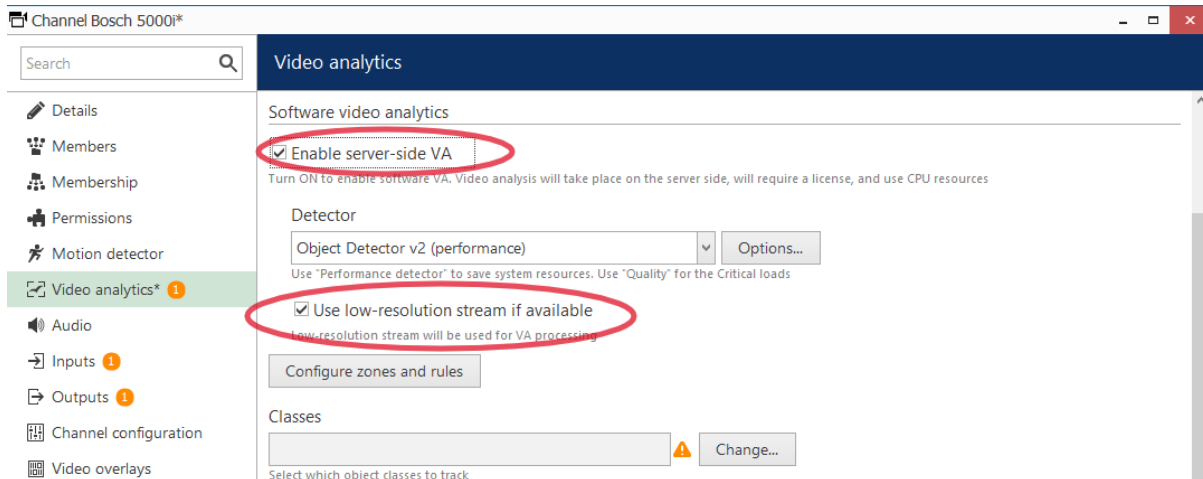 Channel Bosch 5000i*
Search
Video analytics
Details
Members
Membership
Permissions
Motion detector
Video analytics* 1
Audio
Inputs 1
Outputs 1
Channel configuration
Video overlays
Software video analytics
Enable server-side VA
Turn ON to enable software VA. Video analysis will take place on the server side, will require a license, and use CPU resources
Detector
Object Detector v2 (performance)
Options...
Use "Performance detector" to save system resources. Use "Quality" for the Critical loads
Use low-resolution stream if available
Low-resolution stream will be used for VA processing
Configure zones and rules
Classes
Change...
Select which object classes to track